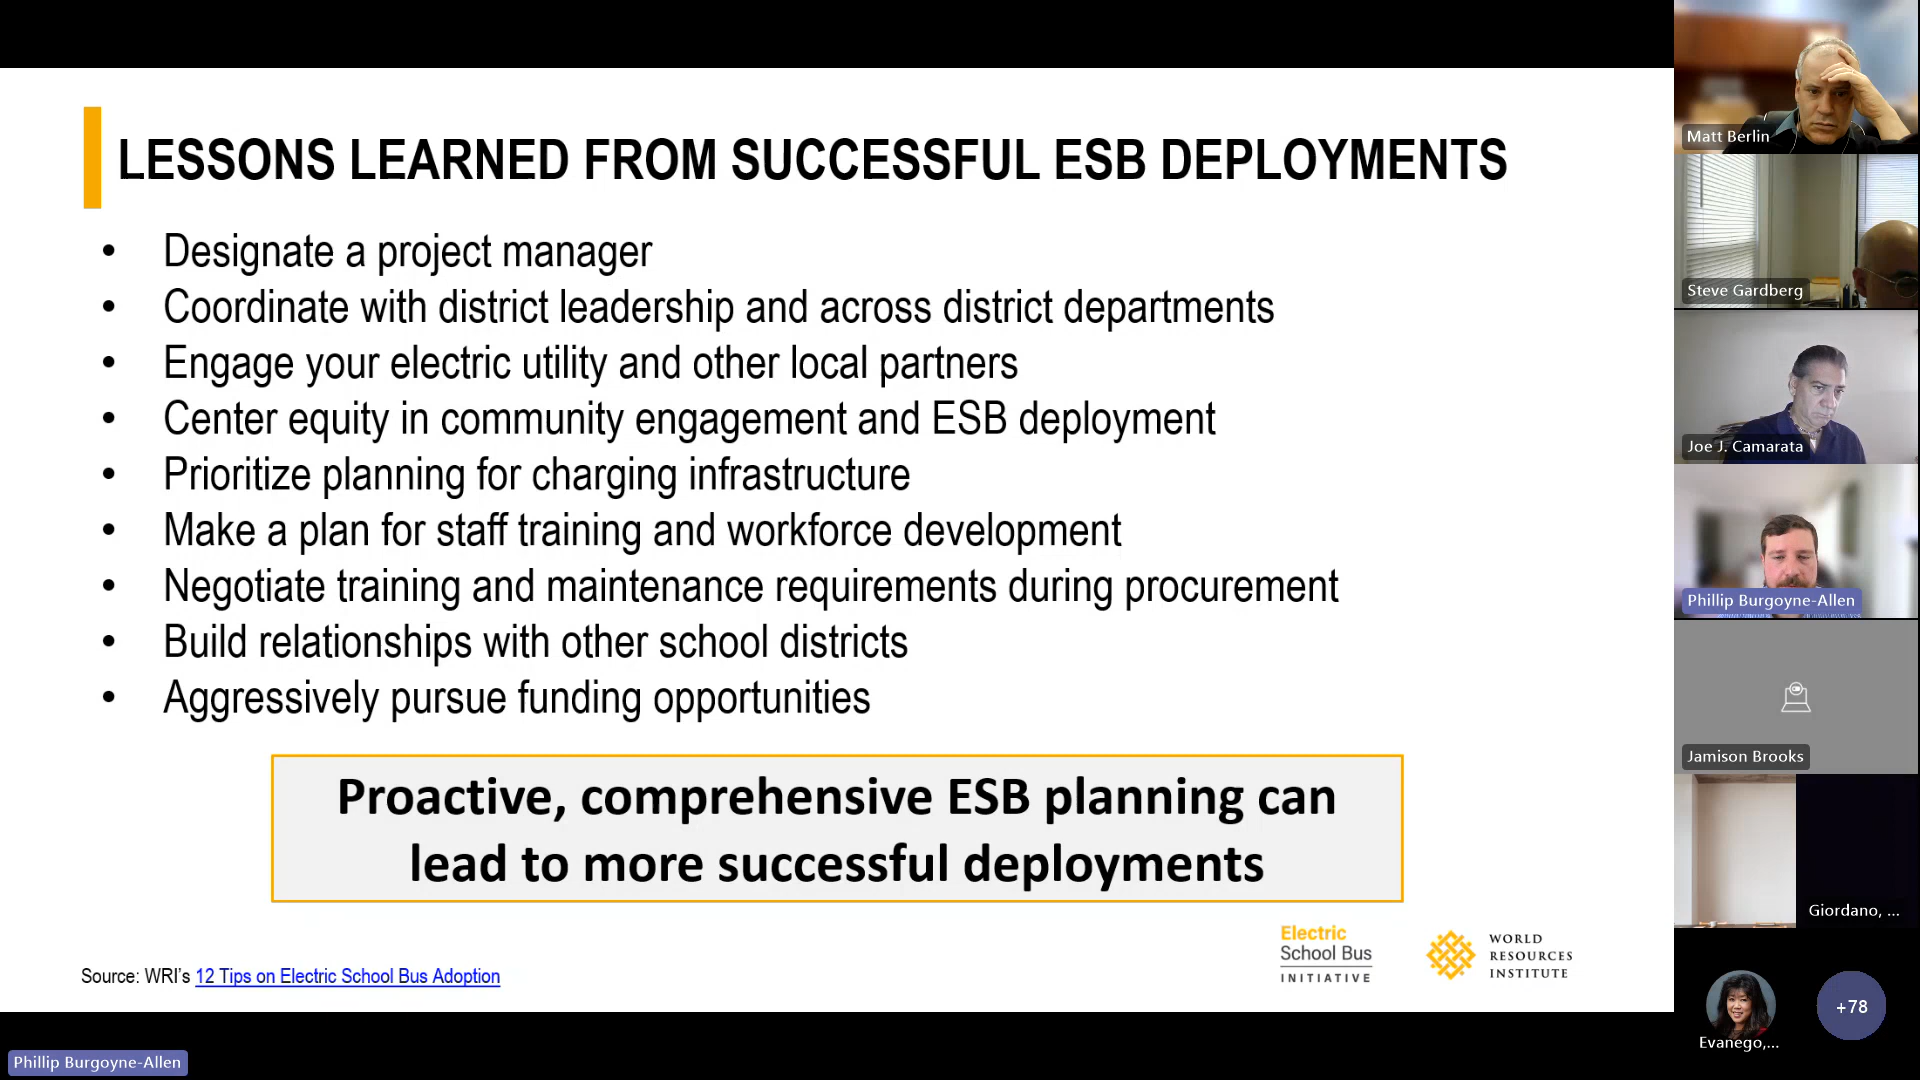 LESSONS LEARNED FROM SUCCESSFUL ESB DEPLOYMENTS
• Designate a project manager
• Coordinate with district leadership and across district departments
• Engage your electric utility and other local partners
• Center equity in community engagement and ESB deployment
• Prioritize planning for charging infrastructure
• Make a plan for staff training and workforce development
• Negotiate training and maintenance requirements during procurement
• Build relationships with other school districts
• Aggressively pursue funding opportunities
Proactive, comprehensive ESB planning can
lead to more successful deployments
Source: WRI's 12 Tips on Electric School Bus Adoption
Electric
School Bus
INITIATIVE
WORLD
RESOURCES
INSTITUTE
Phillip Burgoyne-Allen
Matt Berlin
Steve Gardberg
Joe J. Camarata
Phillip Burgoyne-Allen
Jamison Brooks
Giordano, ...
Evanego,...
+78